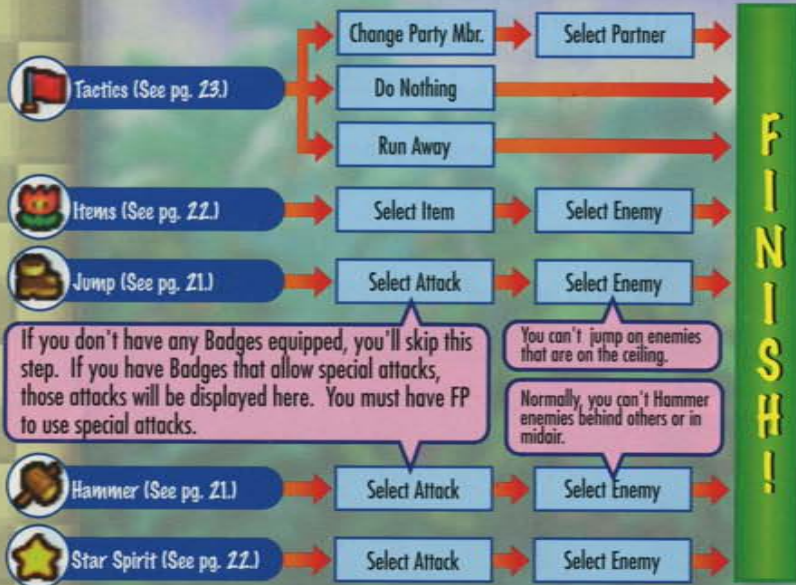 Change Party Mbr.
Select Partner
Tactics (See pg. 23.)
Do Nothing
Run Away
Items (See pg. 22.)
Select Item
Select Enemy
Jump (See pg. 21.)
Select Attack
Select Enemy
If you don't have any Badges equipped, you'll skip this
step. If you have Badges that allow special attacks,
those attacks will be displayed here. You must have FP
to use special attacks.
You can't jump on enemies
that are on the ceiling.
Normally, you can't Hammer
enemies behind others or in
midair.
Hammer (See pg. 21.)
Select Attack
Select Enemy
Star Spirit (See pg. 22.)
Select Attack
Select Enemy
FINISH!